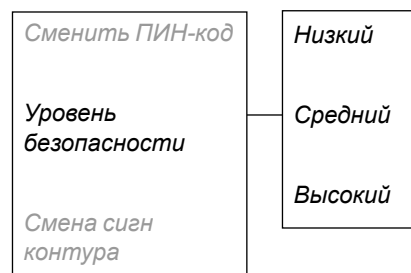 Сменить ПИН-код
Уровень
безопасности
Смена сигн
контура
Низкий
Средний
Высокий